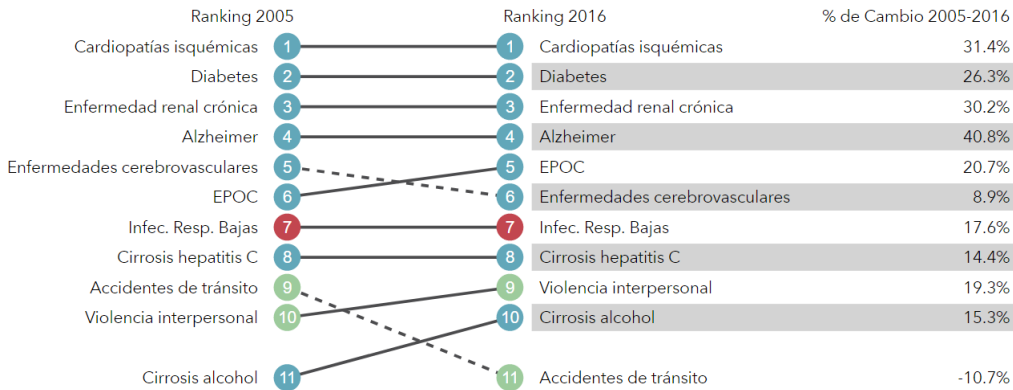 Ranking 2005 Ranking 2016 % de Cambio 2005-2016
Cardiopatías isquémicas 1 1 Cardiopatías isquémicas 31.4%
Diabetes 2 2 Diabetes 26.3%
Enfermedad renal crónica 3 3 Enfermedad renal crónica 30.2%
Alzheimer 4 4 Alzheimer 40.8%
Enfermedades cerebrovasculares 5 5 EPOC 20.7%
EPOC 6 6 Enfermedades cerebrovasculares 8.9%
Infec. Resp. Bajas 7 7 Infec. Resp. Bajas 17.6%
Cirrosis hepatitis C 8 8 Cirrosis hepatitis C 14.4%
Accidentes de tránsito 9 9 Violencia interpersonal 19.3%
Violencia interpersonal 10 10 Cirrosis alcohol 15.3%
Cirrosis alcohol 11 11 Accidentes de tránsito -10.7%